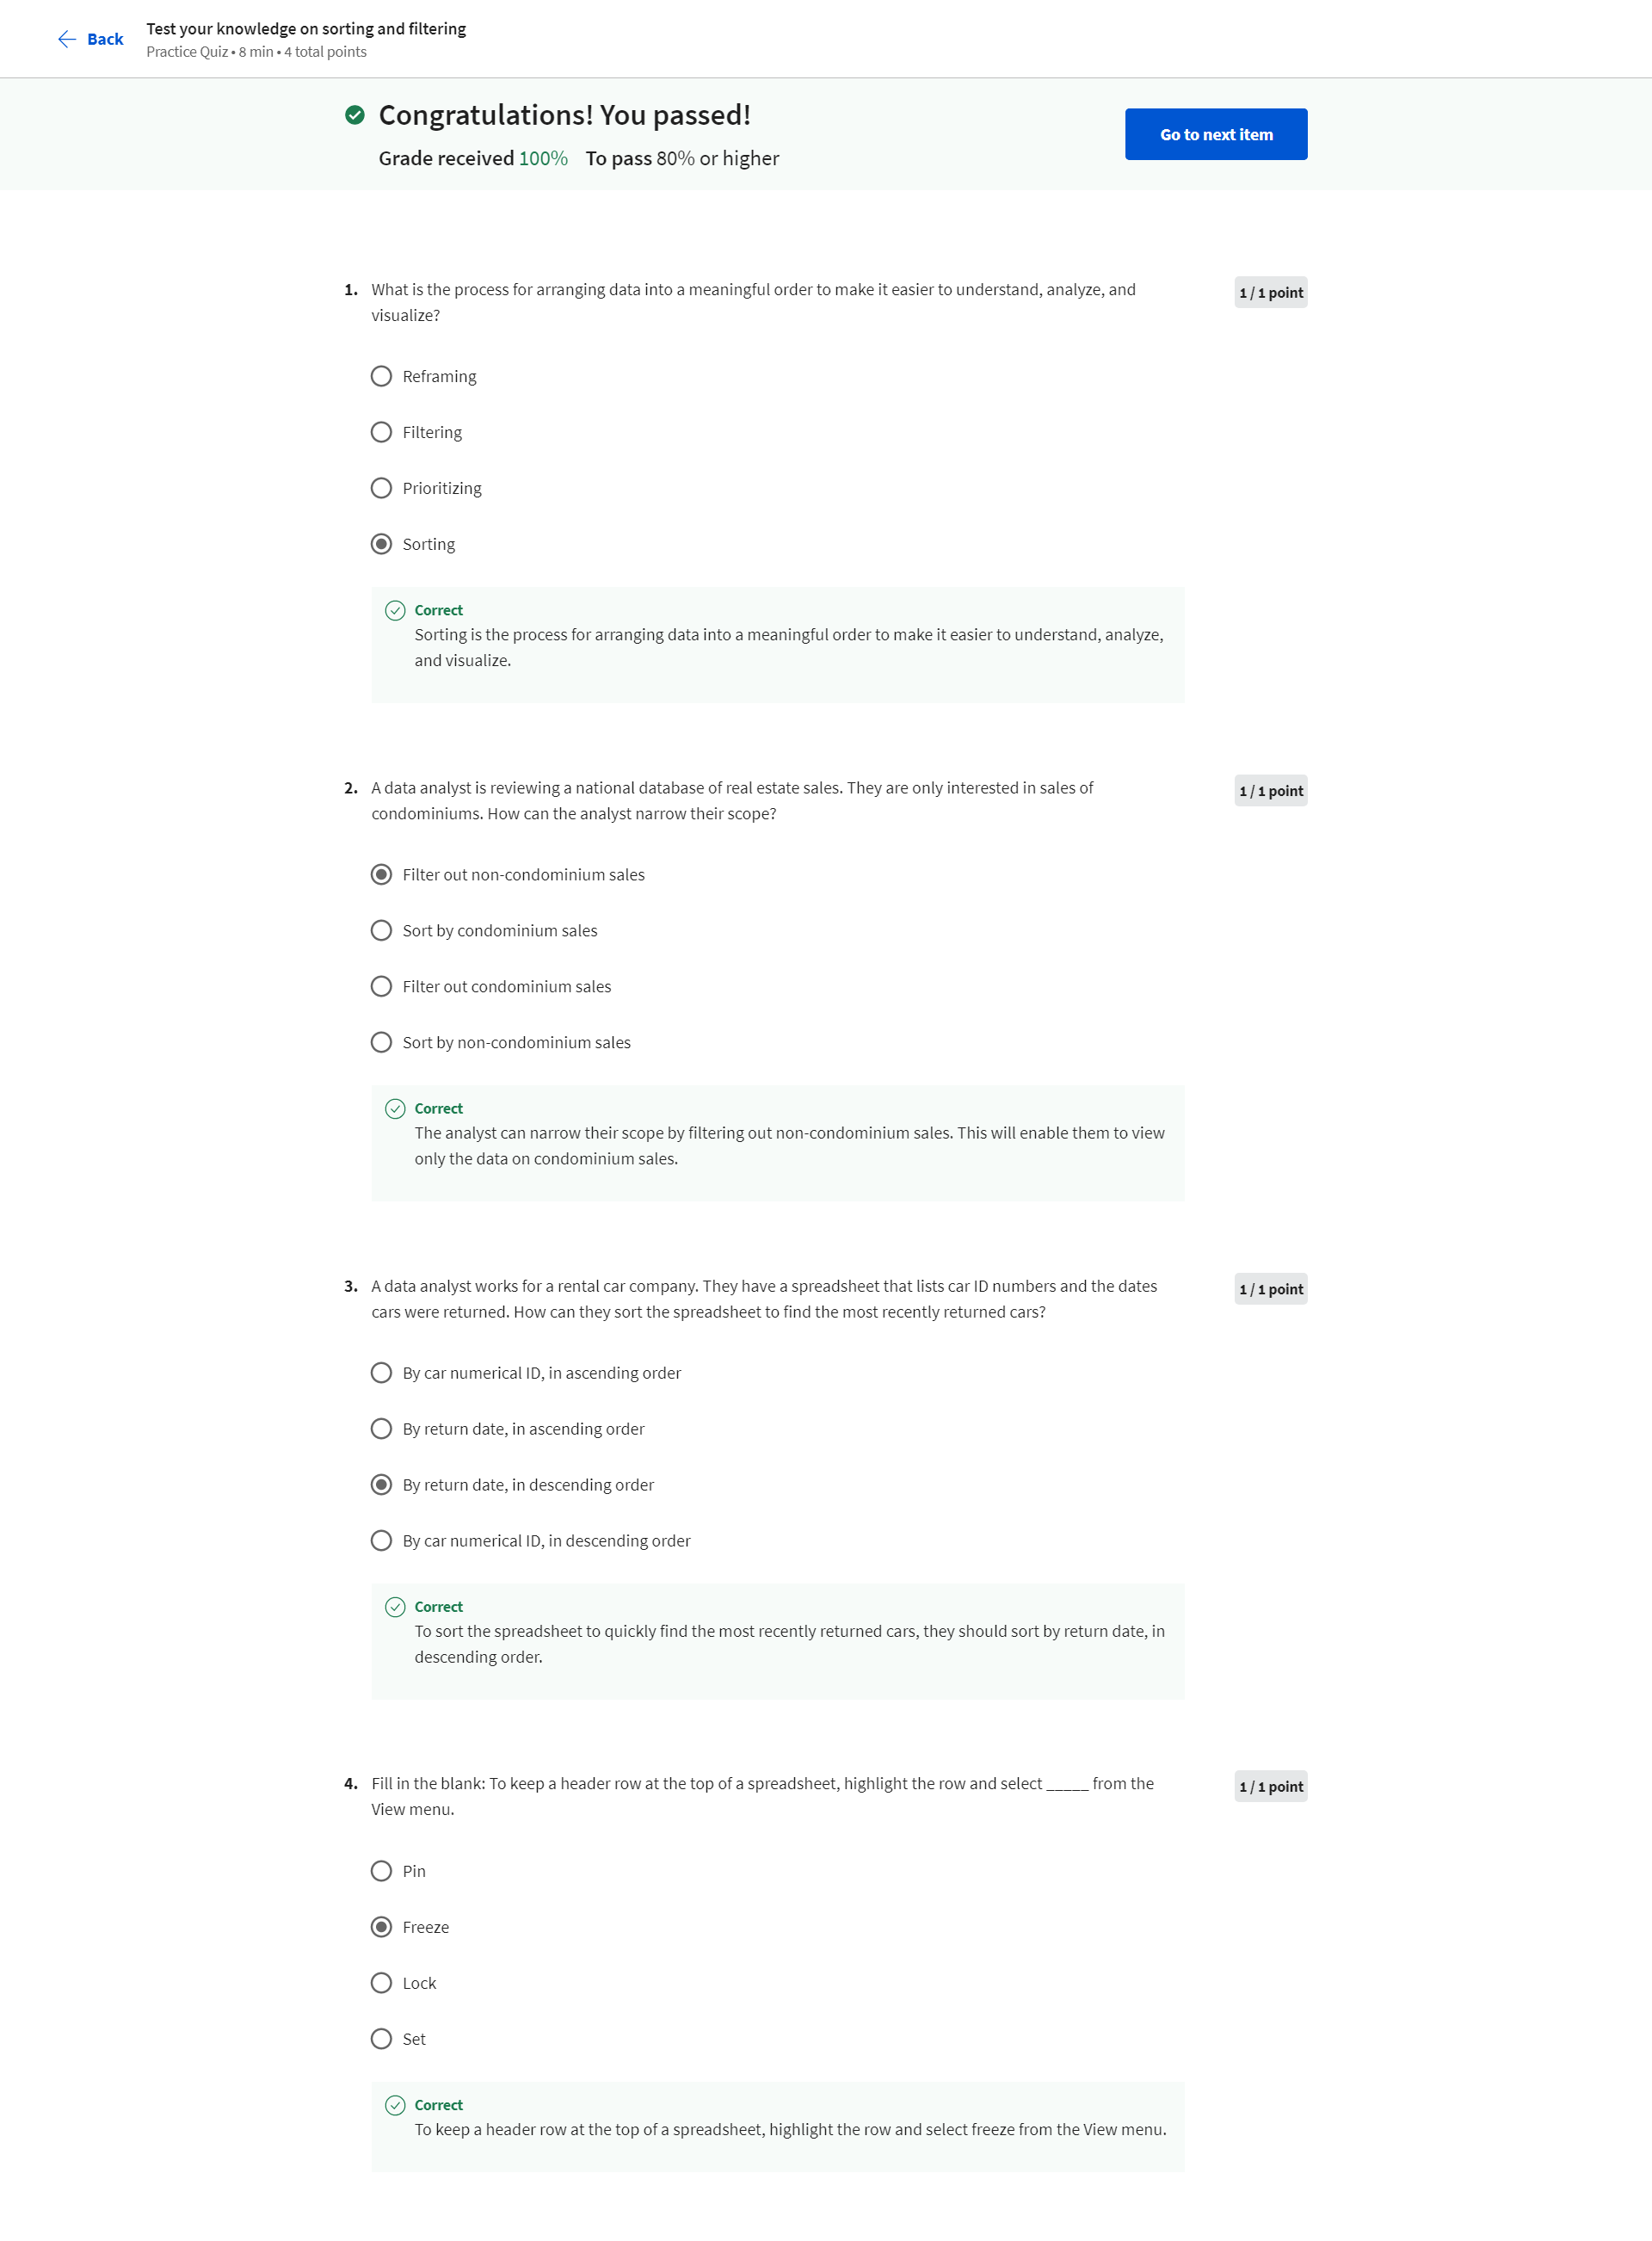 Back
Test your knowledge on sorting and filtering
Practice Quiz • 8 min • 4 total points
Congratulations! You passed!
Grade received 100% To pass 80% or higher
Go to next item
1. What is the process for arranging data into a meaningful order to make it easier to understand, analyze, and
visualize?
1 / 1 point
Reframing
Filtering
Prioritizing
Sorting
Correct
Sorting is the process for arranging data into a meaningful order to make it easier to understand, analyze,
and visualize.
2. A data analyst is reviewing a national database of real estate sales. They are only interested in sales of
condominiums. How can the analyst narrow their scope?
1 / 1 point
Filter out non-condominium sales
Sort by condominium sales
Filter out condominium sales
Sort by non-condominium sales
Correct
The analyst can narrow their scope by filtering out non-condominium sales. This will enable them to view
only the data on condominium sales.
3. A data analyst works for a rental car company. They have a spreadsheet that lists car ID numbers and the dates
cars were returned. How can they sort the spreadsheet to find the most recently returned cars?
1 / 1 point
By car numerical ID, in ascending order
By return date, in ascending order
By return date, in descending order
By car numerical ID, in descending order
Correct
To sort the spreadsheet to quickly find the most recently returned cars, they should sort by return date, in
descending order.
4. Fill in the blank: To keep a header row at the top of a spreadsheet, highlight the row and select _____ from the
View menu.
1 / 1 point
Pin
Freeze
Lock
Set
Correct
To keep a header row at the top of a spreadsheet, highlight the row and select freeze from the View menu.